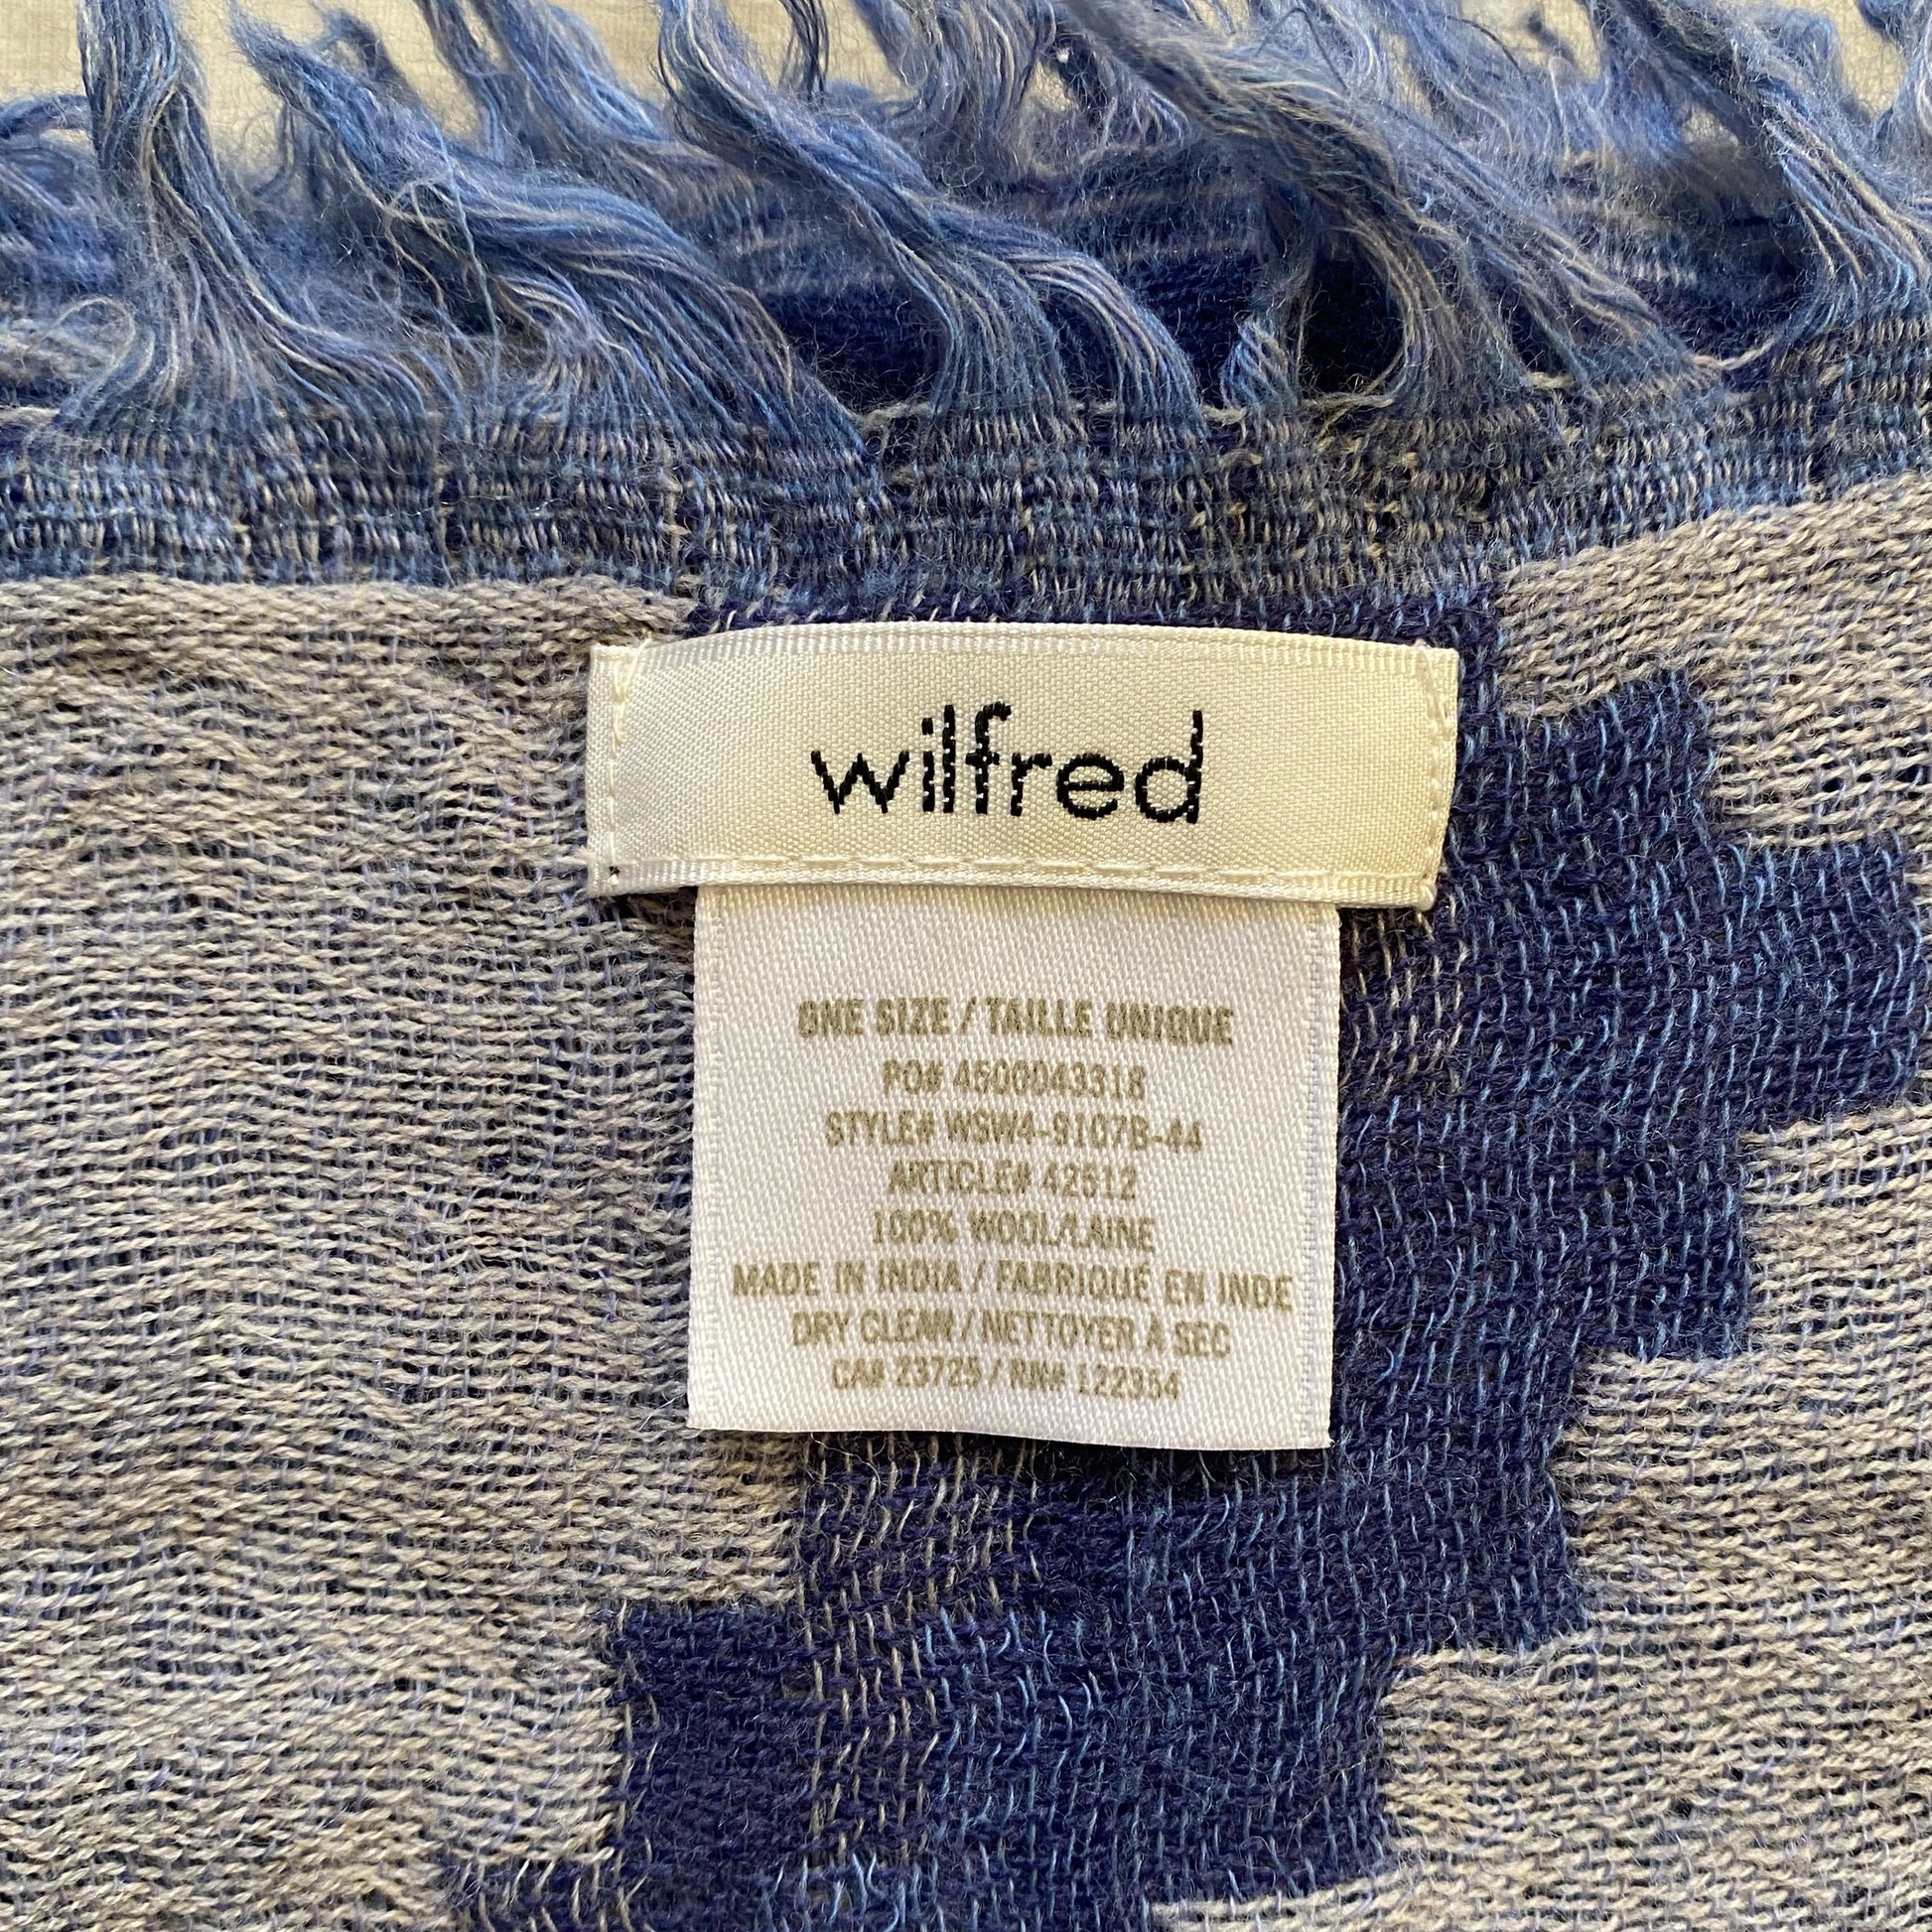 wilfred
ONE SIZE / TAILLE UNIQUE
PO# 4500043318
STYLE# WSW4-9107B-44
ARTICLE# 42512
100% WOOL/LAINE
MADE IN INDIA / FABRIQUÉ EN INDE
DRY CLEAN / NETTOYER À SEC
CA# 23725 / RN# 122354